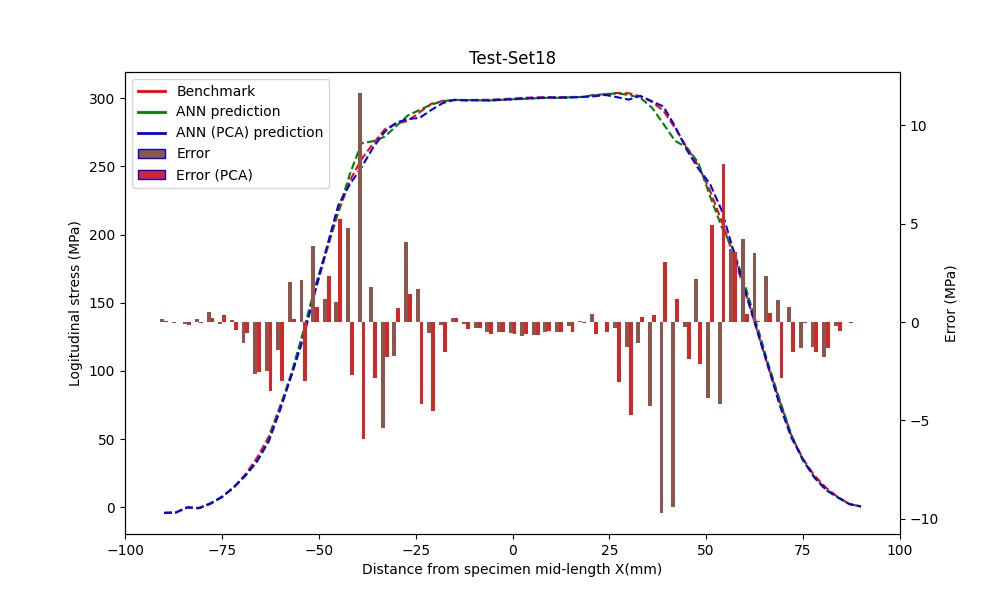 Test-Set18
Benchmark
ANN prediction
ANN (PCA) prediction
Error
Error (PCA)
300
250
200
150
100
50
0
Logitudinal stress (MPa)
10
5
0
−5
−10
Error (MPa)
−100
−75
−50
−25
0
25
50
75
100
Distance from specimen mid-length X(mm)